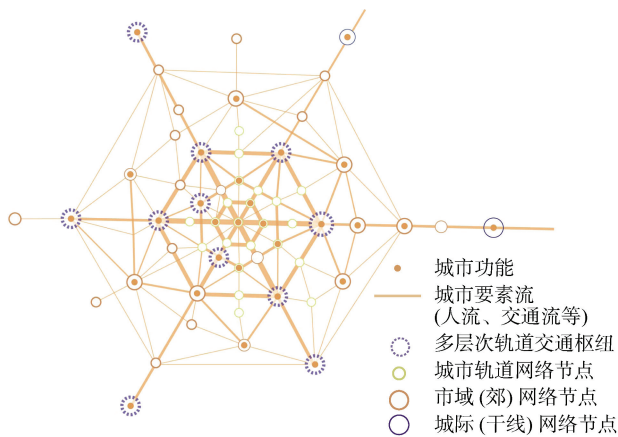 城市功能
城市要素流
(人流、交通流等)
多层次轨道交通枢纽
城市轨道网络节点
市域 (郊) 网络节点
城际 (干线) 网络节点